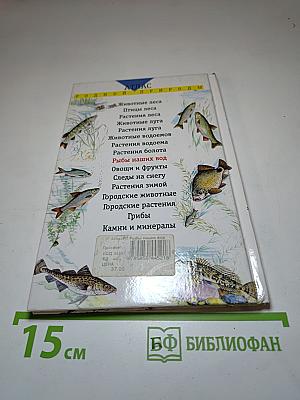 АТЛАС
РОДНОЙ ПРИРОДЫ
Животные леса
Птицы леса
Растения леса
Животные луга
Растения луга
Животные водоемов
Растения водоема
Растения болота
Рыбы наших вод
Овощи и фрукты
Следы на снегу
Растения зимой
Городские животные
Городские растения
Грибы
Камни и минералы
ЦЕНА
15 см
БФ БИБЛИОФАН